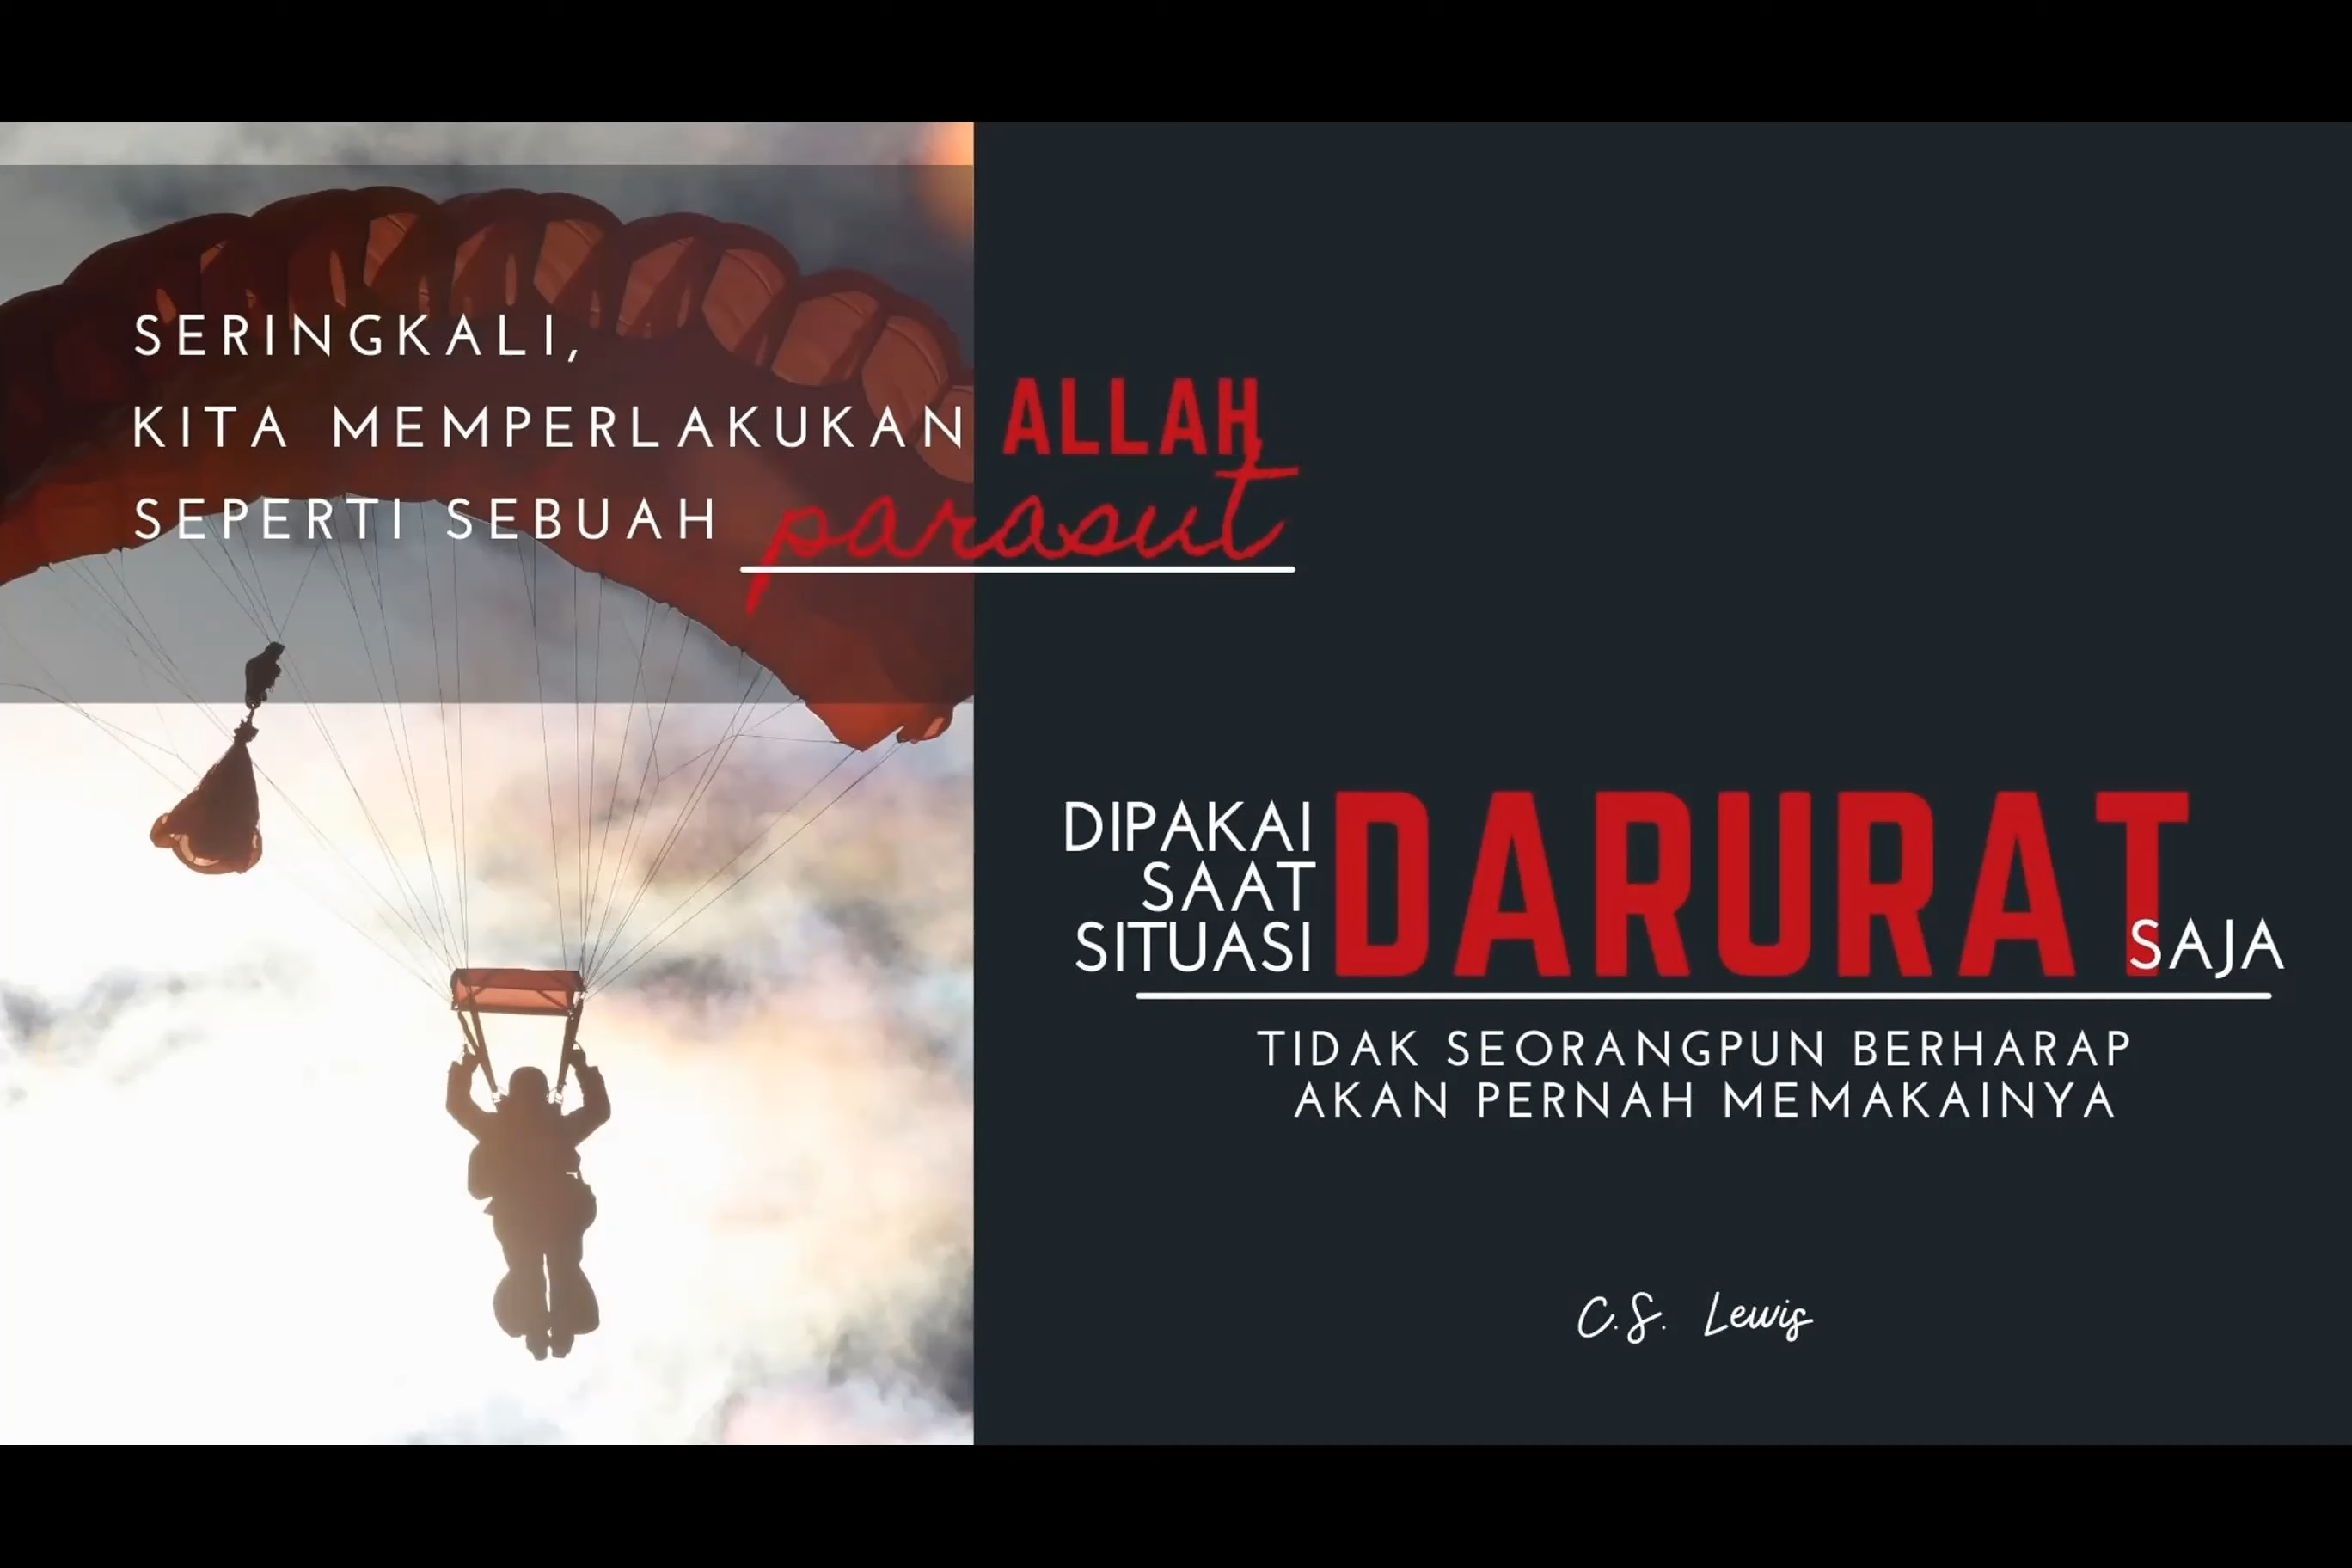 SERINGKALI,
KITA MEMPERLAKUKAN ALLAH
SEPERTI SEBUAH parasut
DIPAKAI
SAAT
SITUASI DARURAT SAJA
TIDAK SEORANGPUN BERHARAP
AKAN PERNAH MEMAKAINYA
C.S. Lewis